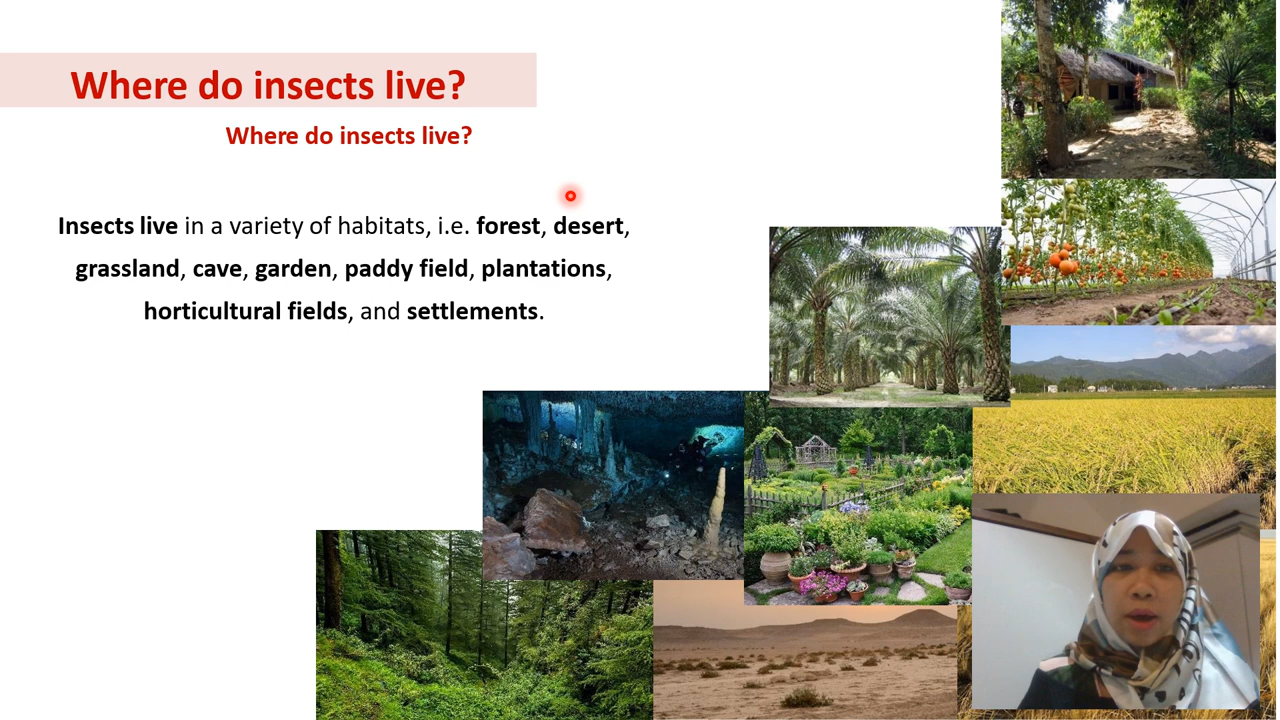 Where do insects live?
Where do insects live?
Insects live in a variety of habitats, i.e. forest, desert,
grassland, cave, garden, paddy field, plantations,
horticultural fields, and settlements.